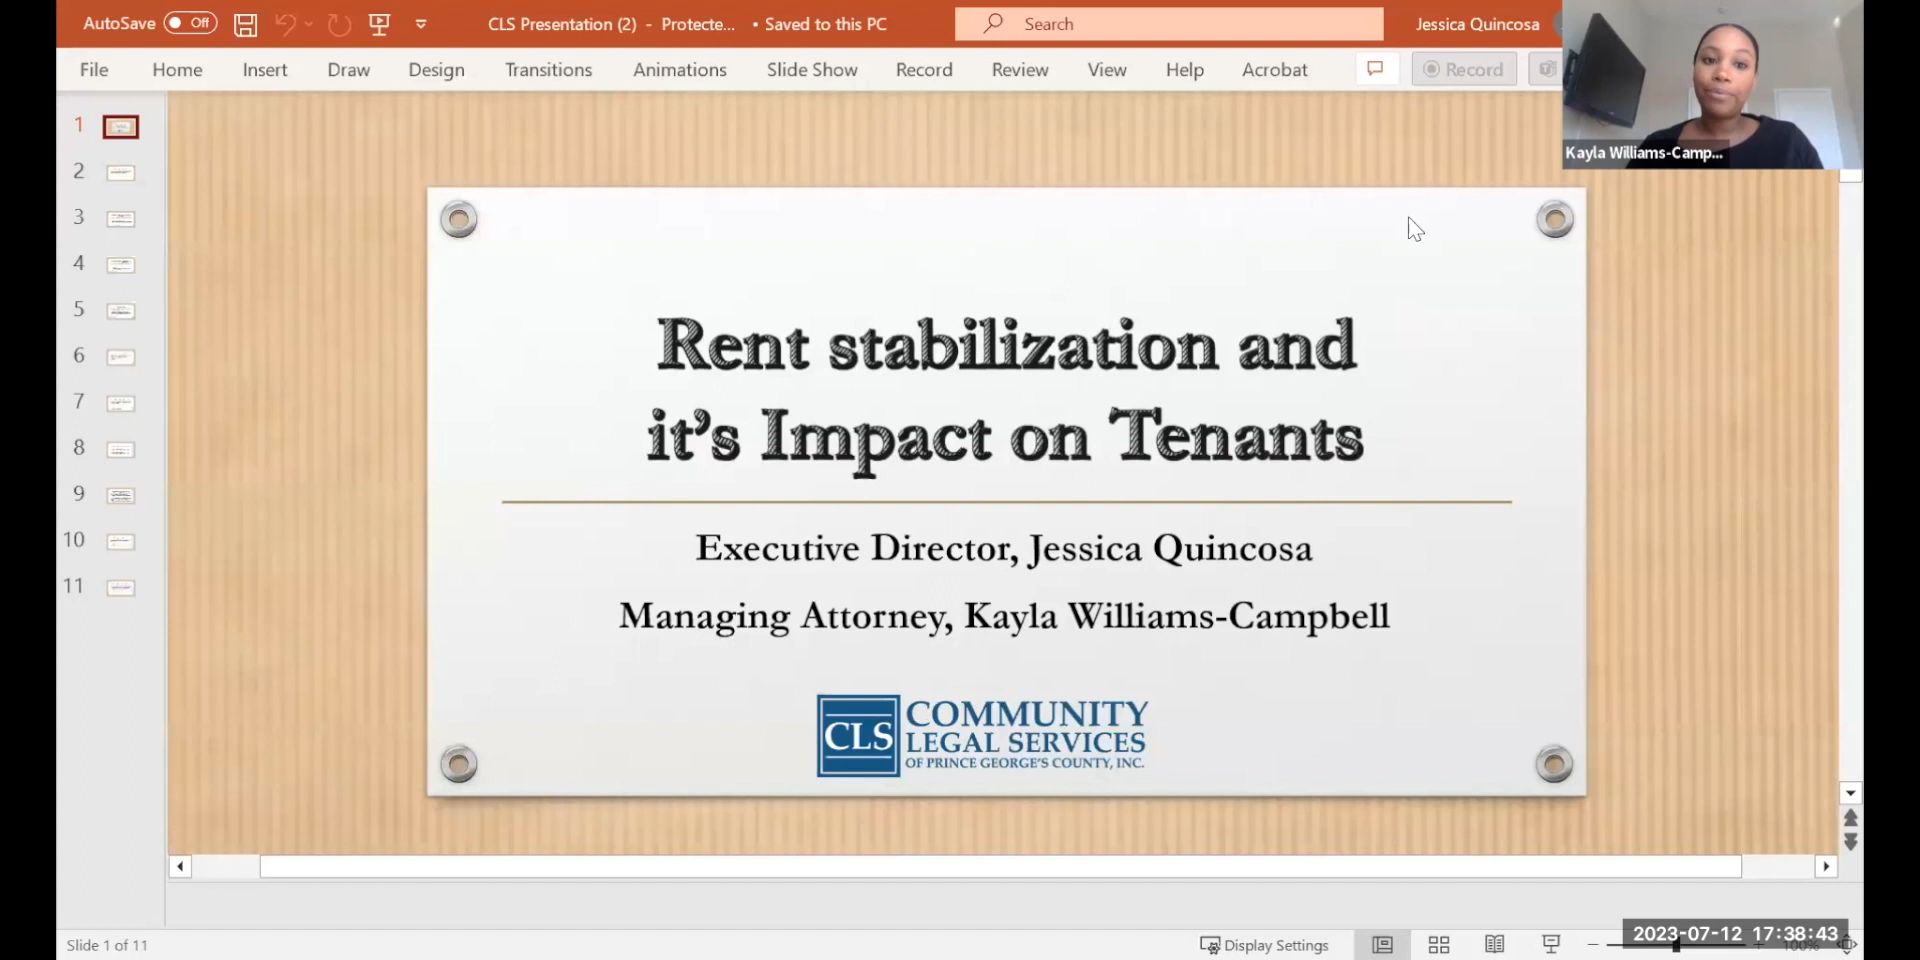 AutoSave Off CLS Presentation (2) - Protecte... • Saved to this PC Search Jessica Quincosa
File Home Insert Draw Design Transitions Animations Slide Show Record Review View Help Acrobat Record
Kayla Williams-Camp...
1
2
3
4
5
6
7
8
9
10
11
Rent stabilization and
it's Impact on Tenants
Executive Director, Jessica Quincosa
Managing Attorney, Kayla Williams-Campbell
CLS
COMMUNITY
LEGAL SERVICES
OF PRINCE GEORGE'S COUNTY, INC.
Slide 1 of 11 Display Settings 100%
2023-07-12 17:38:43